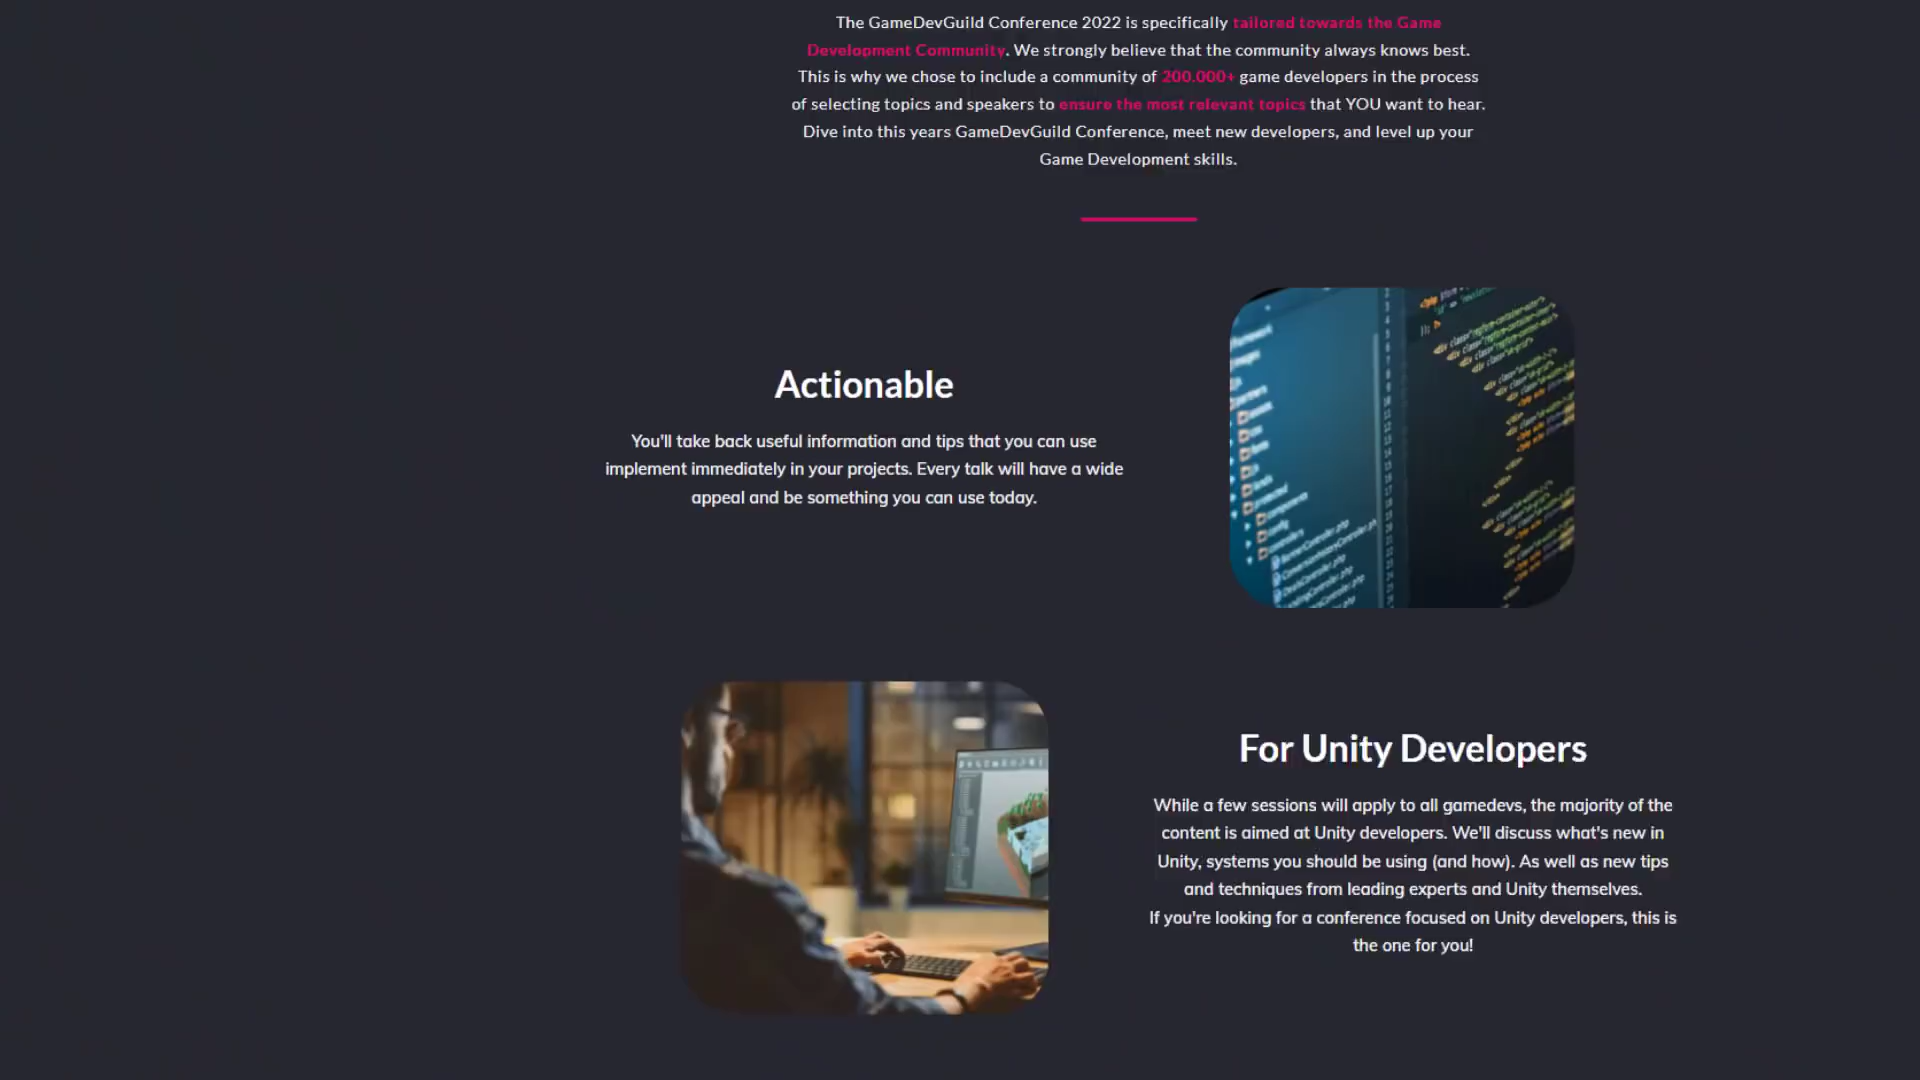 The GameDevGuild Conference 2022 is specifically tailored towards the Game
Development Community. We strongly believe that the community always knows best.
This is why we chose to include a community of 200.000+ game developers in the process
of selecting topics and speakers to ensure the most relevant topics that YOU want to hear.
Dive into this years GameDevGuild Conference, meet new developers, and level up your
Game Development skills.
Actionable
You'll take back useful information and tips that you can use
implement immediately in your projects. Every talk will have a wide
appeal and be something you can use today.
For Unity Developers
While a few sessions will apply to all gamedevs, the majority of the
content is aimed at Unity developers. We'll discuss what's new in
Unity, systems you should be using (and how). As well as new tips
and techniques from leading experts and Unity themselves.
If you're looking for a conference focused on Unity developers, this is
the one for you!